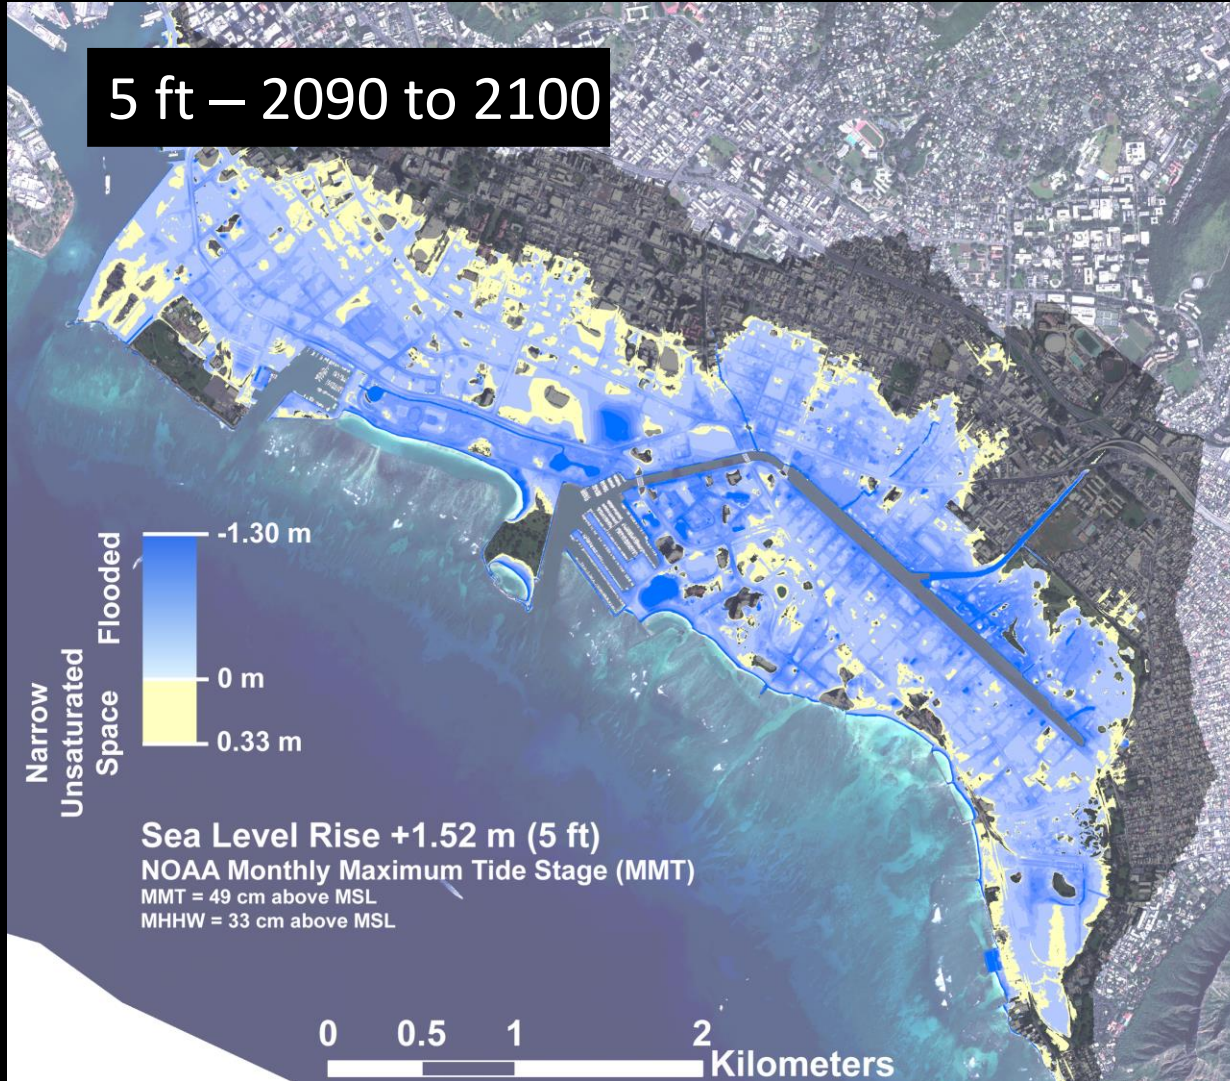 5 ft – 2090 to 2100
Flooded
Narrow
Unsaturated
Space
-1.30 m
0 m
0.33 m
Sea Level Rise +1.52 m (5 ft)
NOAA Monthly Maximum Tide Stage (MMT)
MMT = 49 cm above MSL
MHHW = 33 cm above MSL
0 0.5 1 2
Kilometers